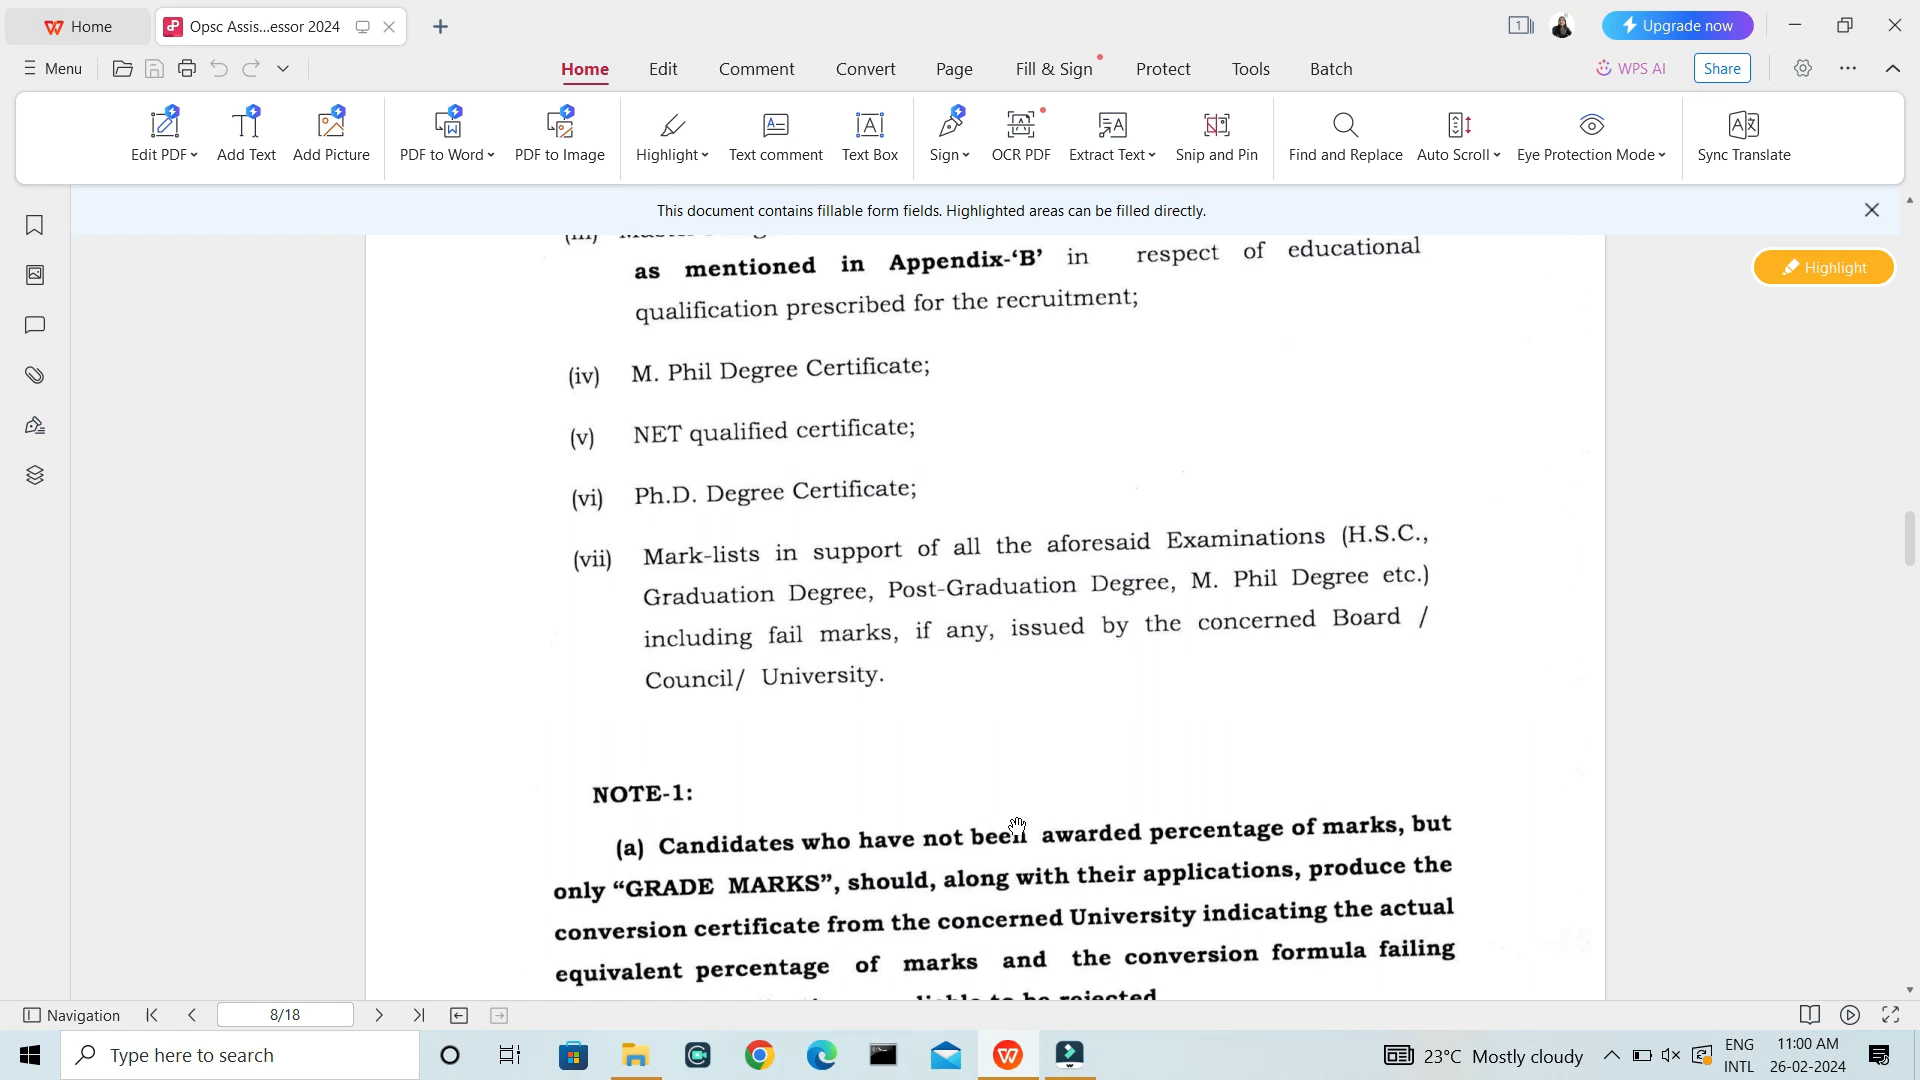 Home
Opsc Assis...essor 2024
1
Upgrade now
Menu
Home Edit Comment Convert Page Fill & Sign Protect Tools Batch
WPS AI
Share
Edit PDF Add Text Add Picture PDF to Word PDF to Image Highlight Text comment Text Box Sign OCR PDF Extract Text Snip and Pin Find and Replace Auto Scroll Eye Protection Mode Sync Translate
This document contains fillable form fields. Highlighted areas can be filled directly.
Highlight
(iii)
as mentioned in Appendix-‘B’ in respect of educational
qualification prescribed for the recruitment;
(iv) M. Phil Degree Certificate;
(v) NET qualified certificate;
(vi) Ph.D. Degree Certificate;
(vii) Mark-lists in support of all the aforesaid Examinations (H.S.C.,
Graduation Degree, Post-Graduation Degree, M. Phil Degree etc.)
including fail marks, if any, issued by the concerned Board /
Council/ University.
NOTE-1:
(a) Candidates who have not been awarded percentage of marks, but
only “GRADE MARKS”, should, along with their applications, produce the
conversion certificate from the concerned University indicating the actual
equivalent percentage of marks and the conversion formula failing
liable to be rejected
Navigation
8/18
Type here to search
23°C Mostly cloudy
ENG
INTL
11:00 AM
26-02-2024